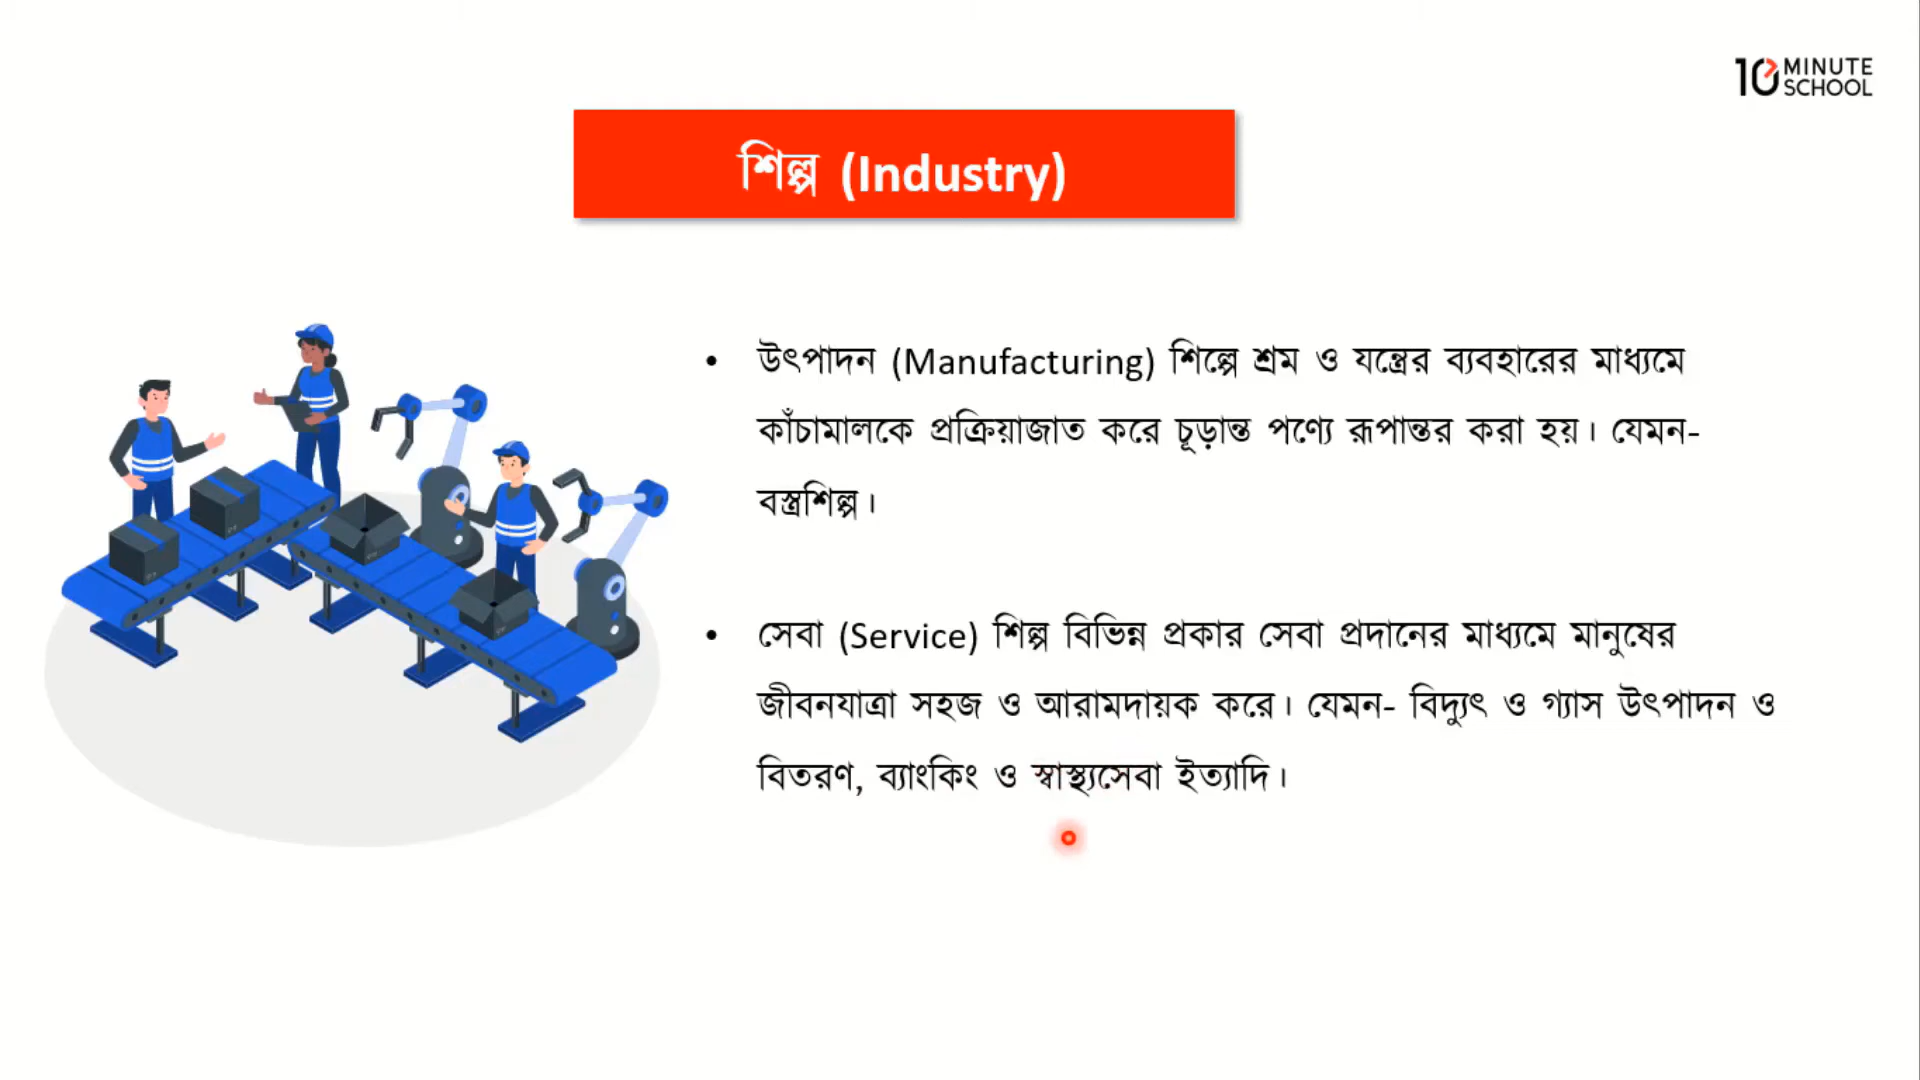 10 MINUTE
SCHOOL
শিল্প (Industry)
• উৎপাদন (Manufacturing) শিল্পে শ্রম ও যন্ত্রের ব্যবহারের মাধ্যমে
কাঁচামালকে প্রক্রিয়াজাত করে চূড়ান্ত পণ্যে রূপান্তর করা হয়। যেমন-
বস্ত্রশিল্প।
• সেবা (Service) শিল্প বিভিন্ন প্রকার সেবা প্রদানের মাধ্যমে মানুষের
জীবনযাত্রা সহজ ও আরামদায়ক করে। যেমন- বিদ্যুৎ ও গ্যাস উৎপাদন ও
বিতরণ, ব্যাংকিং ও স্বাস্থ্যসেবা ইত্যাদি।